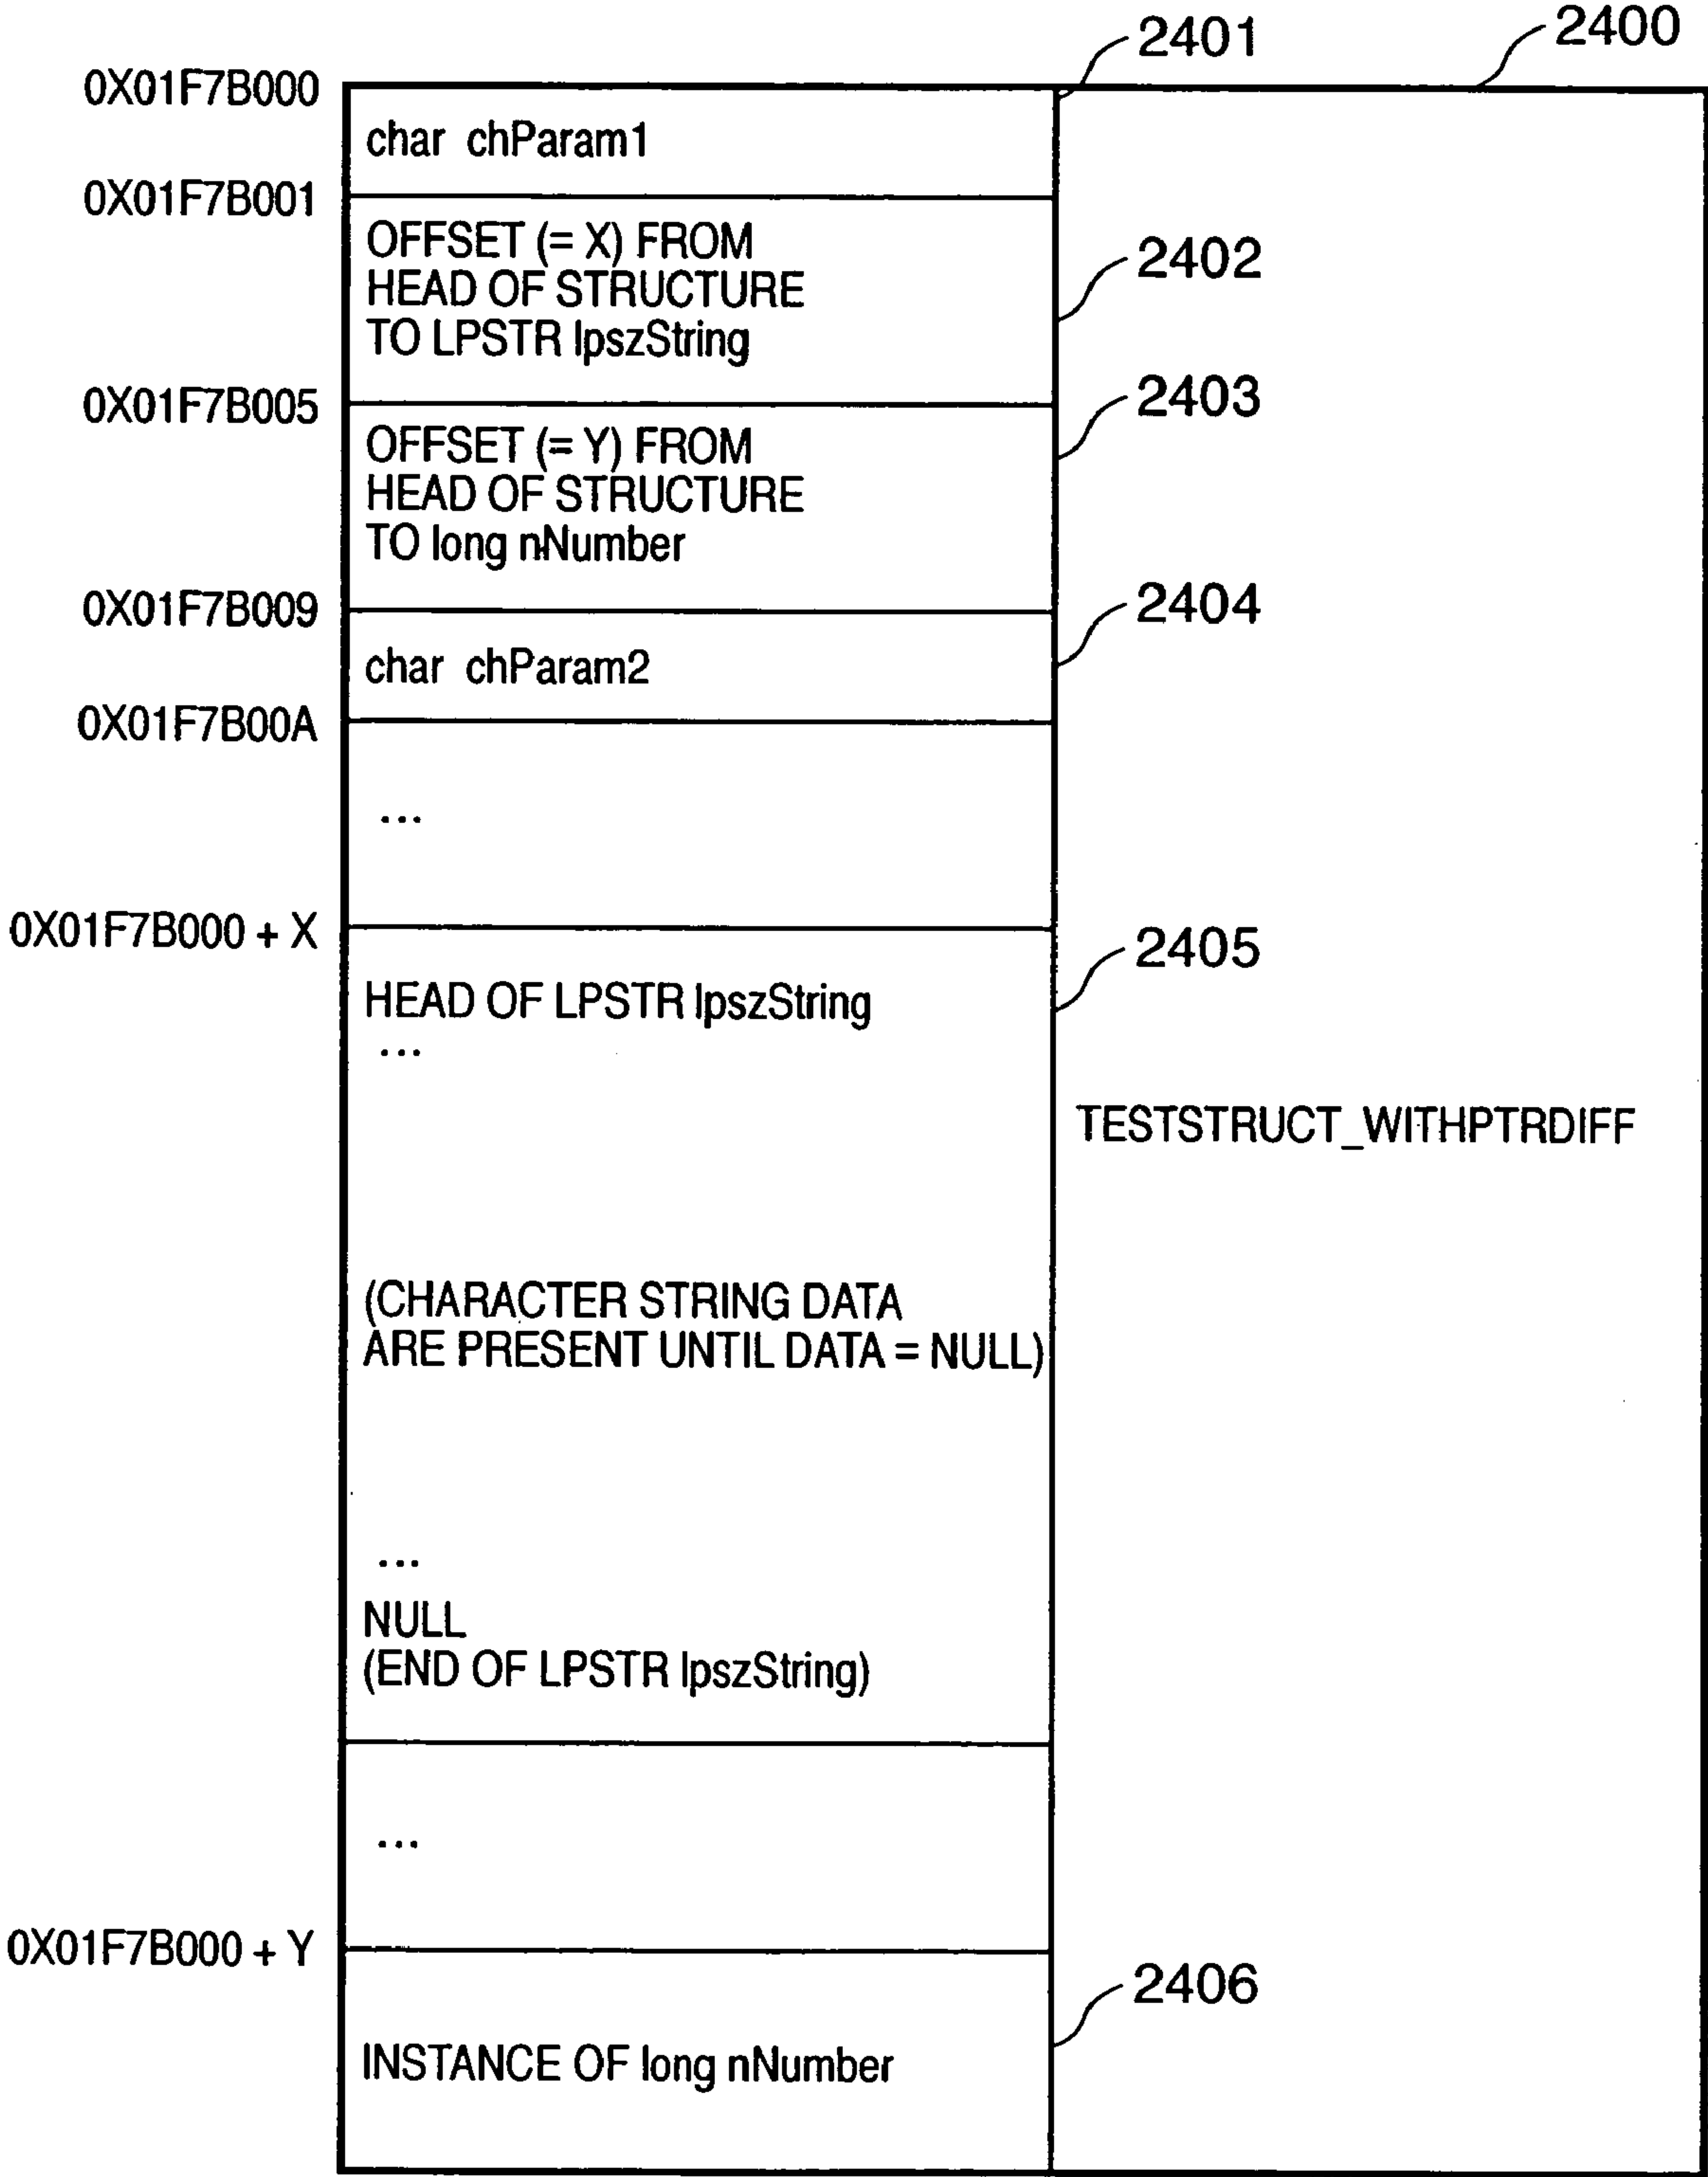 2401
2400
0X01F7B000
char chParam1
0X01F7B001
OFFSET (= X) FROM
HEAD OF STRUCTURE
TO LPSTR lpszString
2402
0X01F7B005
2403
OFFSET (= Y) FROM
HEAD OF STRUCTURE
TO long nNumber
0X01F7B009
2404
char chParam2
0X01F7B00A
...
0X01F7B000 + X
2405
HEAD OF LPSTR lpszString
...
TESTSTRUCT_WITHPTRDIFF
(CHARACTER STRING DATA
ARE PRESENT UNTIL DATA = NULL)
...
NULL
(END OF LPSTR lpszString)
...
0X01F7B000 + Y
2406
INSTANCE OF long nNumber